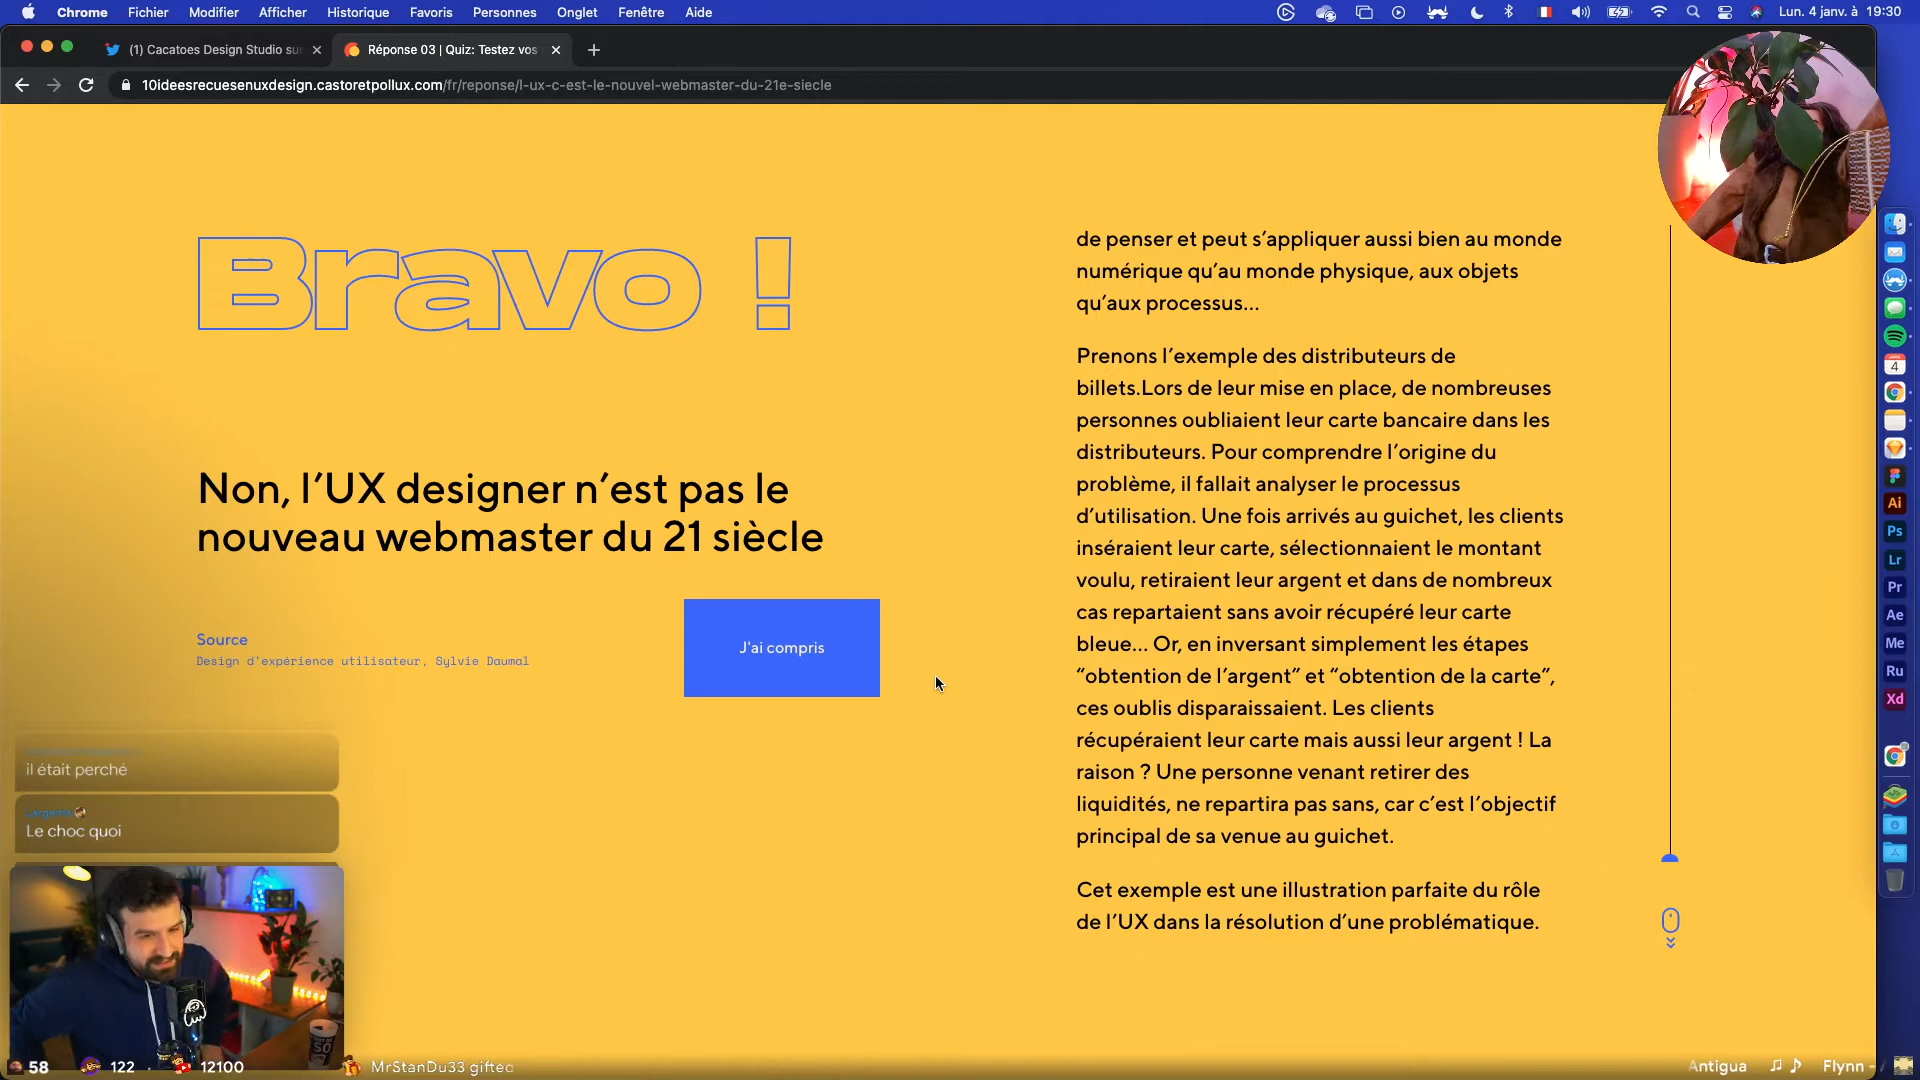 Chrome Fichier Modifier Afficher Historique Favoris Personnes Onglet Fenêtre Aide
Lun. 4 janv. à 19:30
(1) Cacatoes Design Studio sur
Réponse 03 | Quiz: Testez vos
10ideesrecuesenuxdesign.castoretpollux.com/fr/reponse/l-ux-c-est-le-nouvel-webmaster-du-21e-siecle
Bravo !
Non, l’UX designer n’est pas le
nouveau webmaster du 21 siècle
Source
Design d'expérience utilisateur, Sylvie Daumal
J'ai compris
de penser et peut s’appliquer aussi bien au monde
numérique qu’au monde physique, aux objets
qu’aux processus...
Prenons l’exemple des distributeurs de
billets.Lors de leur mise en place, de nombreuses
personnes oubliaient leur carte bancaire dans les
distributeurs. Pour comprendre l’origine du
problème, il fallait analyser le processus
d’utilisation. Une fois arrivés au guichet, les clients
inséraient leur carte, sélectionnaient le montant
voulu, retiraient leur argent et dans de nombreux
cas repartaient sans avoir récupéré leur carte
bleue... Or, en inversant simplement les étapes
“obtention de l’argent” et “obtention de la carte”,
ces oublis disparaissaient. Les clients
récupéraient leur carte mais aussi leur argent ! La
raison ? Une personne venant retirer des
liquidités, ne repartira pas sans, car c’est l’objectif
principal de sa venue au guichet.
Cet exemple est une illustration parfaite du rôle
de l’UX dans la résolution d’une problématique.
4
Ai
Ps
Lr
Pr
Ae
Me
Ru
Xd
il était perché
Le choc quoi
58 122 12100 MrStanDu33 gifted
Antigua Flynn -